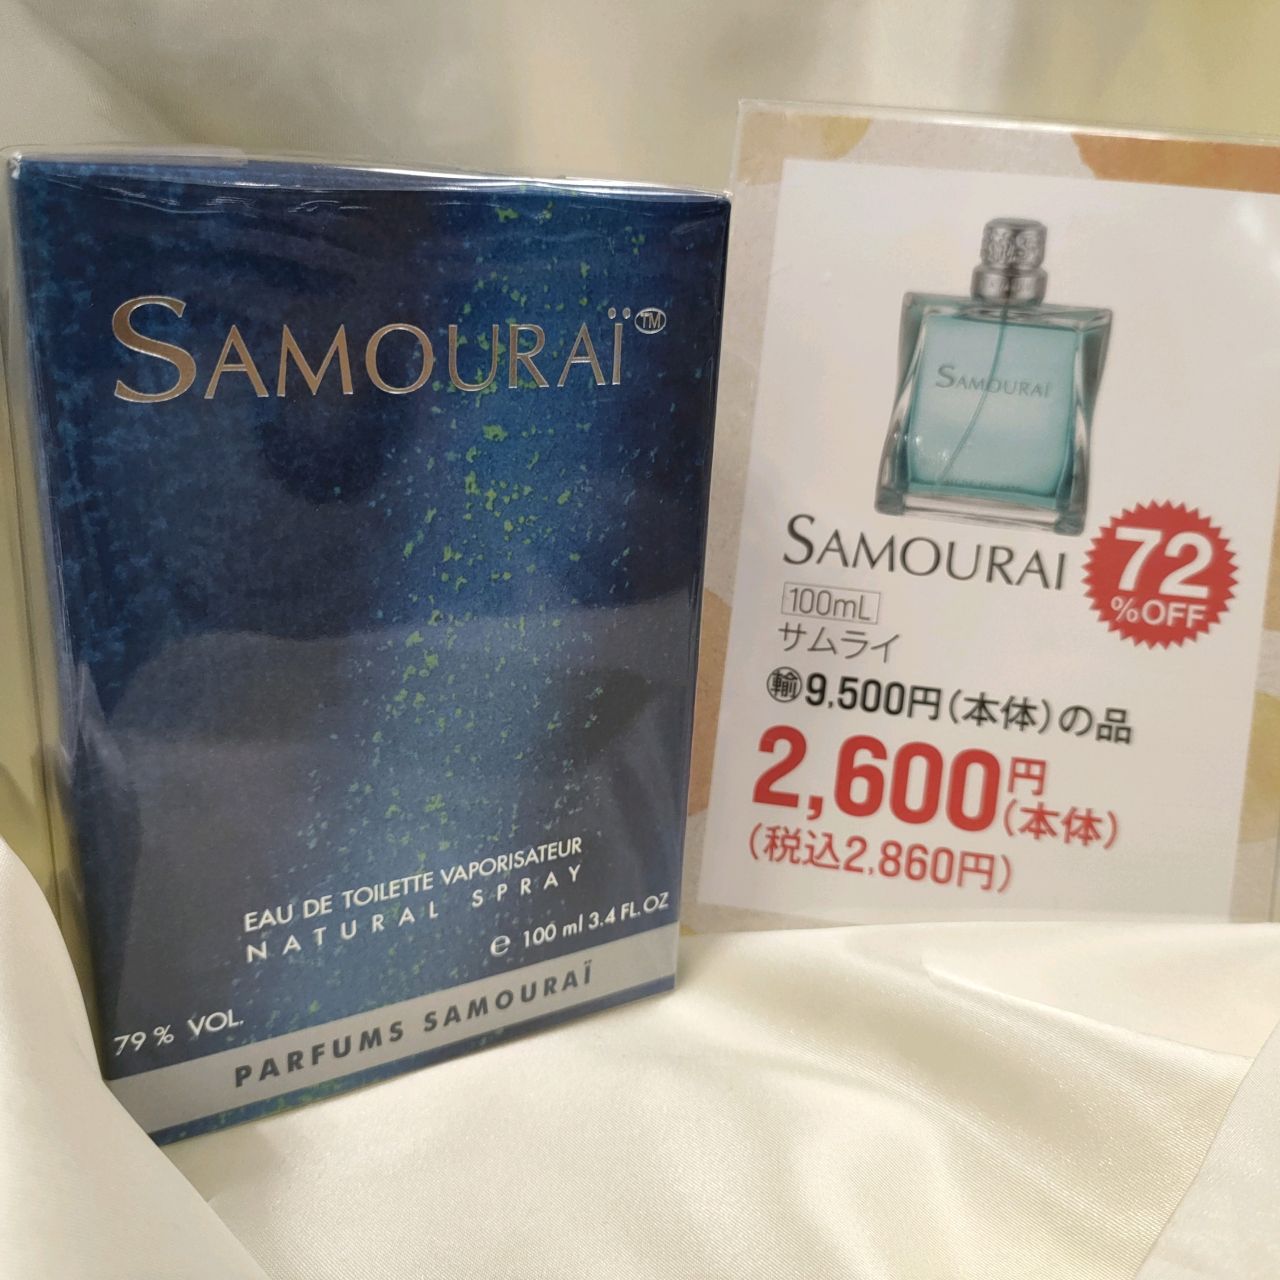 SAMOURAÏ™
EAU DE TOILETTE VAPORISATEUR
NATURAL SPRAY
℮ 100 ml 3.4 FL. OZ
79% VOL.
PARFUMS SAMOURAÏ
SAMOURAÏ
SAMOURAI
72
%OFF
100mL
サムライ
輸9,500円(本体)の品
2,600円(本体)
(税込2,860円)